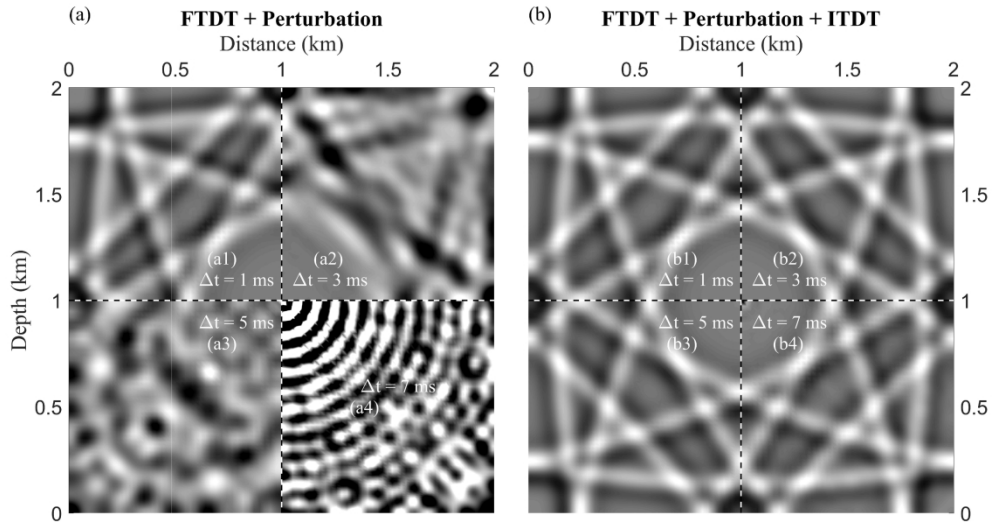 (a)
FTDT + Perturbation
Distance (km)
0 0.5 1 1.5 2
2
1.5
1
0.5
0
Depth (km)
(a1)
Δt = 1 ms
(a2)
Δt = 3 ms
Δt = 5 ms
(a3)
Δt = 7 ms
(a4)
(b)
FTDT + Perturbation + ITDT
Distance (km)
0 0.5 1 1.5 2
(b1)
Δt = 1 ms
(b2)
Δt = 3 ms
Δt = 5 ms
(b3)
Δt = 7 ms
(b4)
2
1.5
1
0.5
0